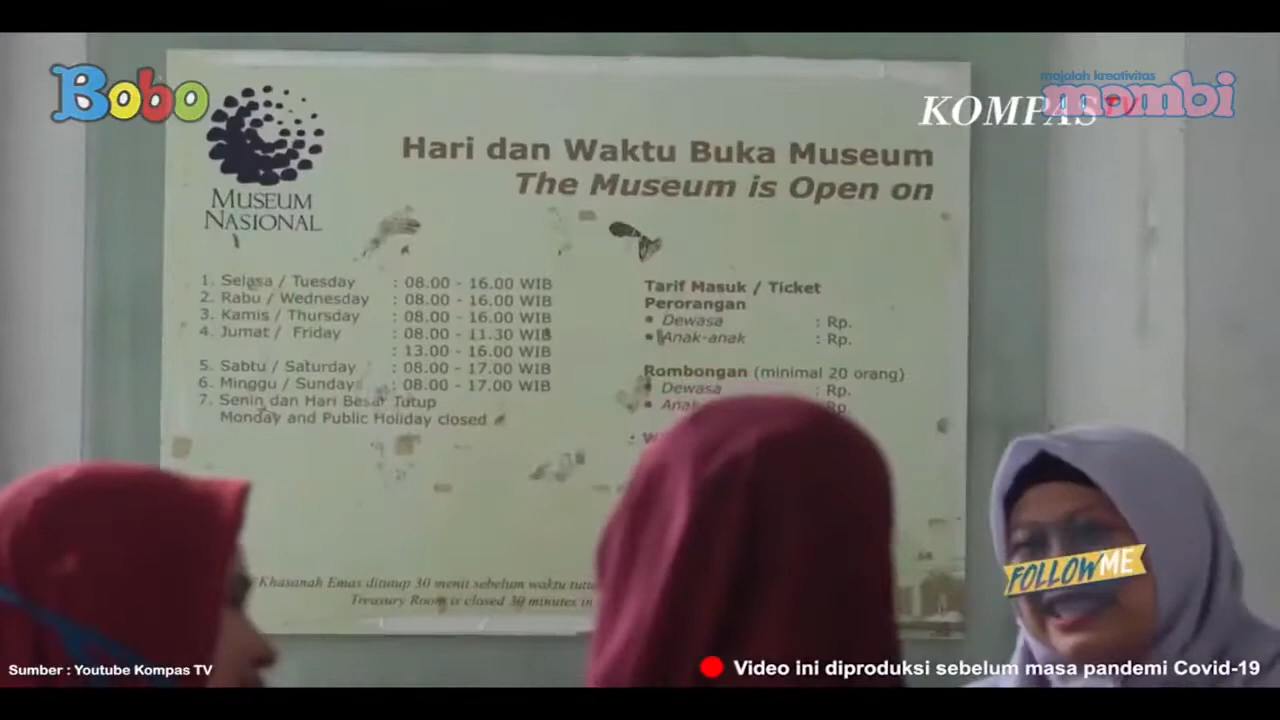 Bobo
majalah kreativitas
mombi
KOMPASTV
MUSEUM
NASIONAL
Hari dan Waktu Buka Museum
The Museum is Open on
1. Selasa / Tuesday : 08.00 - 16.00 WIB
2. Rabu / Wednesday : 08.00 - 16.00 WIB
3. Kamis / Thursday : 08.00 - 16.00 WIB
4. Jumat / Friday : 08.00 - 11.30 WIB
: 13.00 - 16.00 WIB
5. Sabtu / Saturday : 08.00 - 17.00 WIB
6. Minggu / Sunday : 08.00 - 17.00 WIB
7. Senin dan Hari Besar Tutup
Monday and Public Holiday closed
Tarif Masuk / Ticket
Perorangan
• Dewasa : Rp.
• Anak-anak : Rp.
Rombongan (minimal 20 orang)
• Dewasa : Rp.
• Rp.
Khasanah Emas ditutup 30 menit sebelum waktu
Treasury Room is closed 30 minutes in
FOLLOW ME
Sumber : Youtube Kompas TV
Video ini diproduksi sebelum masa pandemi Covid-19